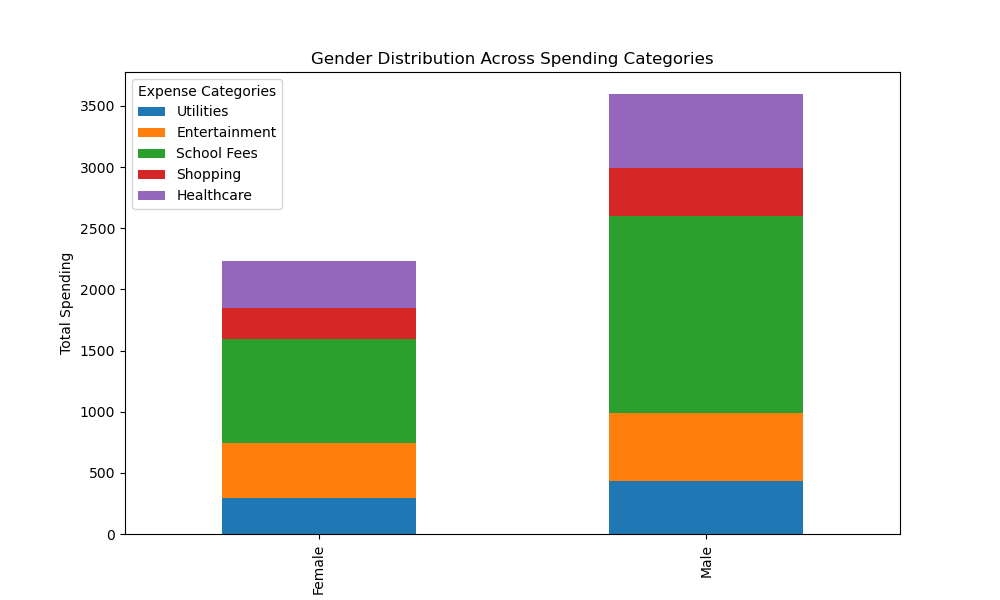 Gender Distribution Across Spending Categories
Expense Categories
Utilities
Entertainment
School Fees
Shopping
Healthcare
Total Spending
3500
3000
2500
2000
1500
1000
500
0
Female
Male